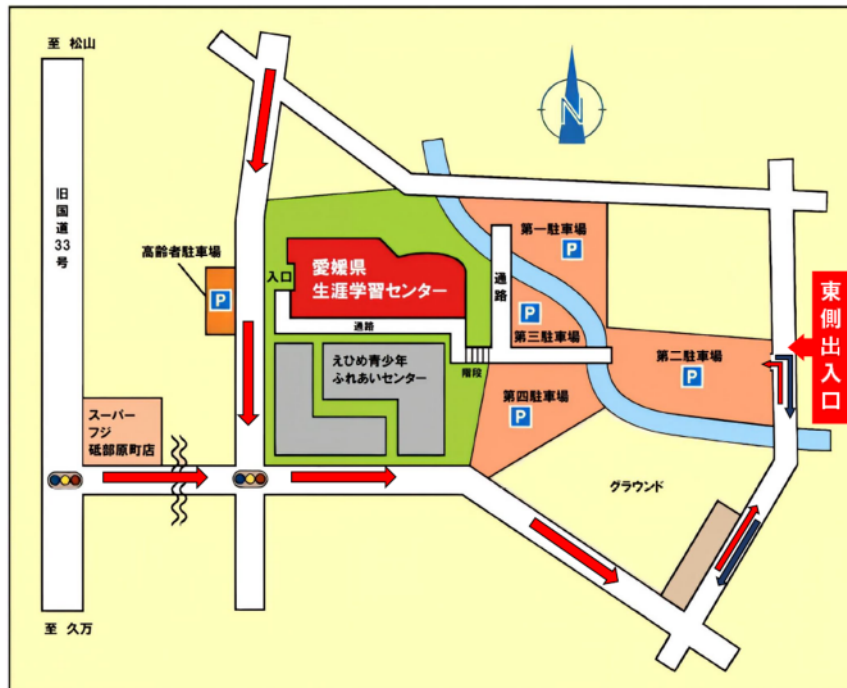 至 松山
旧国道33号
高齢者駐車場
P
入口
愛媛県
生涯学習センター
通路
えひめ青少年
ふれあいセンター
階段
通路
N
第一駐車場
P
P
第三駐車場
第二駐車場
P
第四駐車場
P
東側出入口
スーパー
フジ
砥部原町店
グラウンド
至 久万